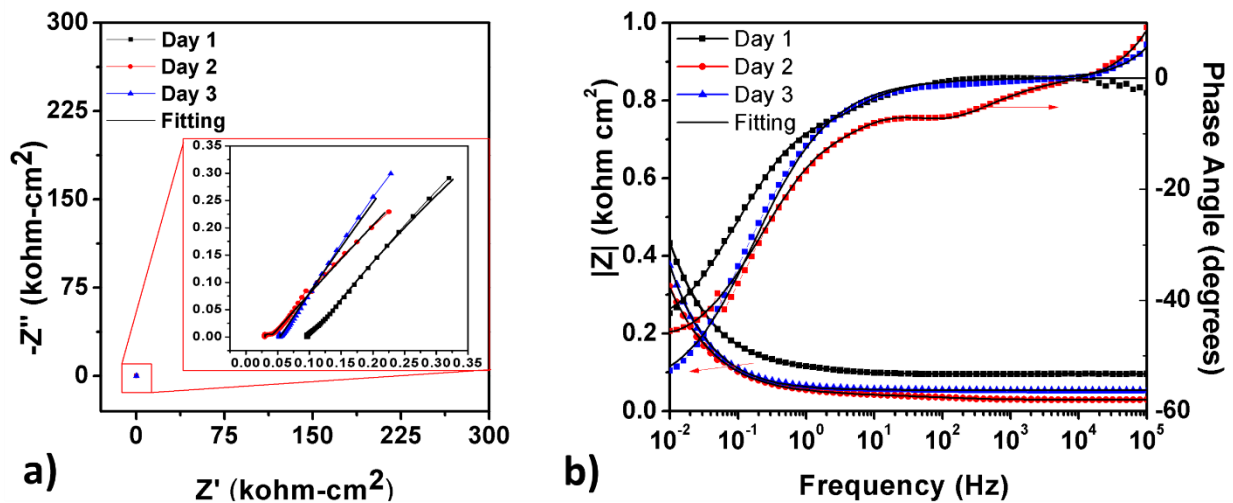 300
225
150
75
0
-Z'' (kohm-cm²)
Day 1
Day 2
Day 3
Fitting
0.35
0.30
0.25
0.20
0.15
0.10
0.05
0.00
0.00 0.05 0.10 0.15 0.20 0.25 0.30 0.35
0 75 150 225 300
Z' (kohm-cm²)
a)
1.0
0.8
0.6
0.4
0.2
0.0
|Z| (kohm cm²)
Day 1
Day 2
Day 3
Fitting
0
-20
-40
-60
Phase Angle (degrees)
10⁻² 10⁻¹ 10⁰ 10¹ 10² 10³ 10⁴ 10⁵
Frequency (Hz)
b)